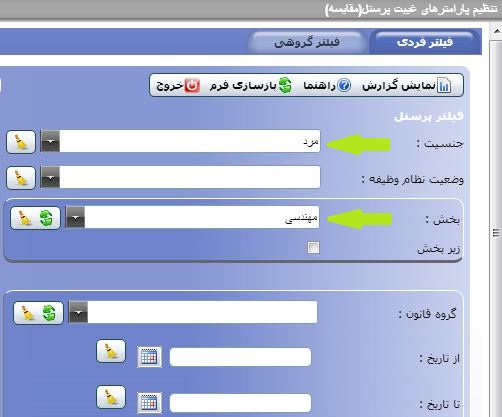 تنظیم پارامترهای غیبت پرسنل(مقایسه)
فیلتر فردی فیلتر گروهی
نمایش گزارش راهنما بازسازی فرم خروج
فیلتر پرسنل
جنسیت : مرد
وضعیت نظام وظیفه :
بخش : مهندسی
زیر بخش
گروه قانون :
از تاریخ :
تا تاریخ :